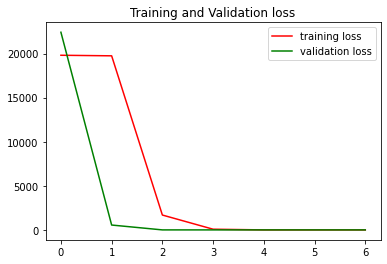 Training and Validation loss
training loss
validation loss
20000
15000
10000
5000
0
0 1 2 3 4 5 6